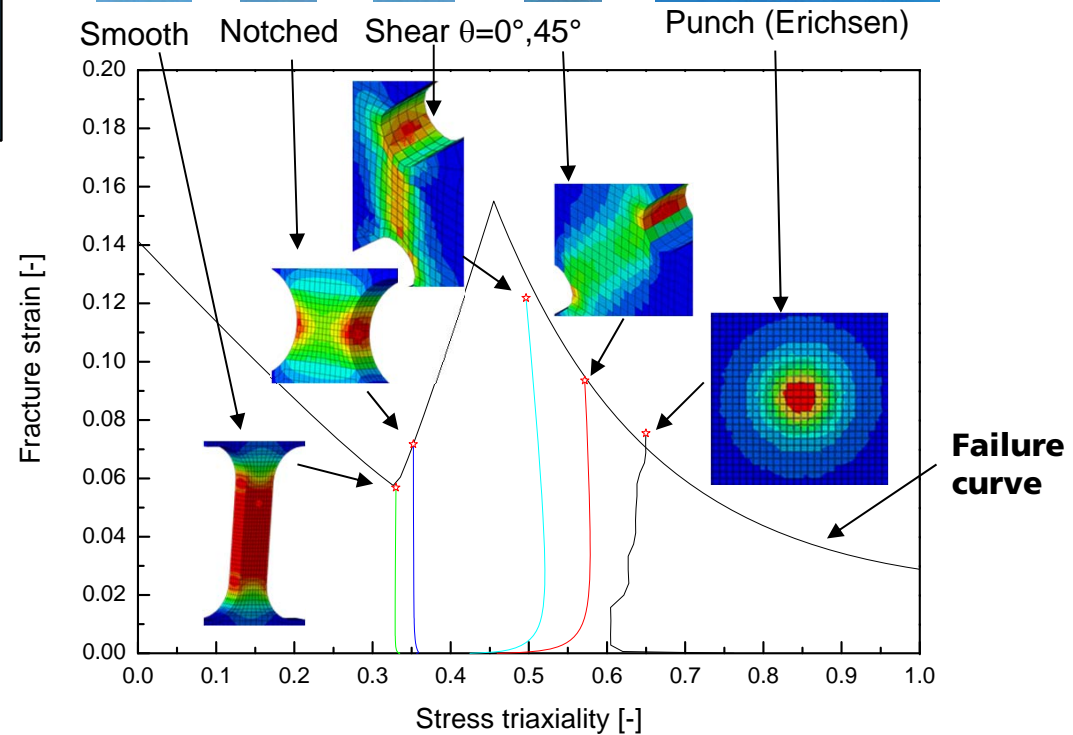 Smooth Notched Shear θ=0°,45° Punch (Erichsen)
0.20
0.18
0.16
0.14
0.12
0.10
0.08
0.06
0.04
0.02
0.00
Fracture strain [-]
Failure
curve
0.0 0.1 0.2 0.3 0.4 0.5 0.6 0.7 0.8 0.9 1.0
Stress triaxiality [-]